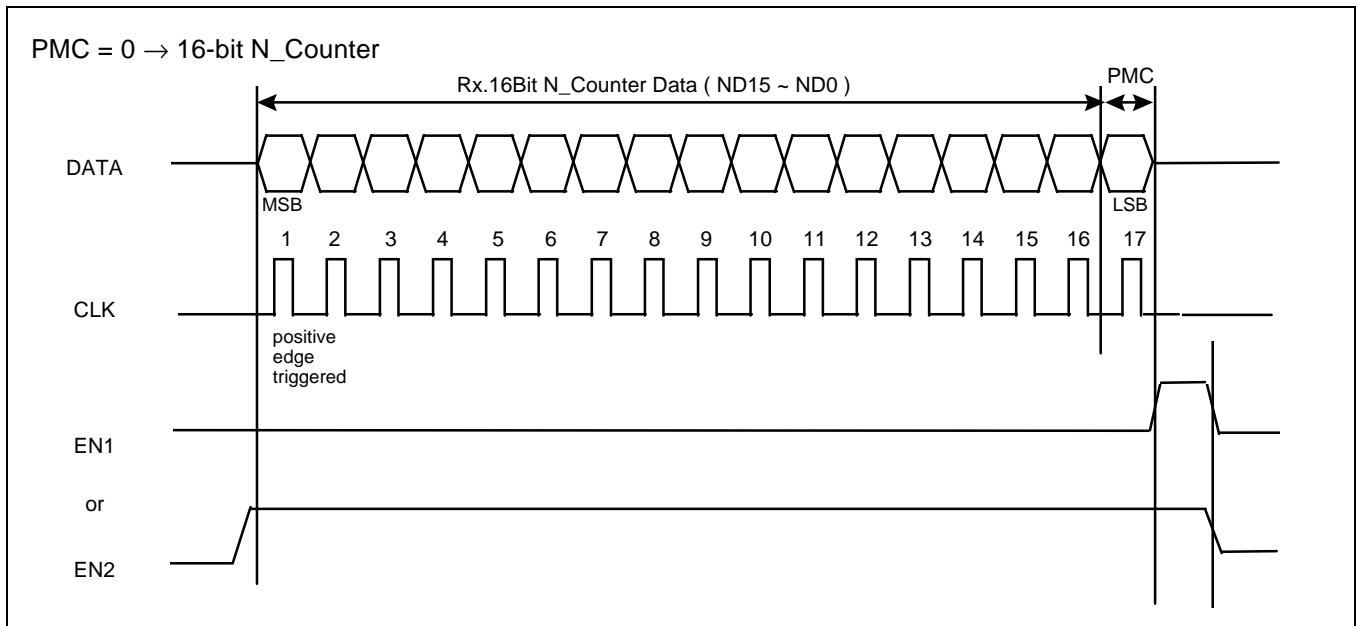 PMC = 0 → 16-bit N_Counter
Rx.16Bit N_Counter Data ( ND15 ~ ND0 )
PMC
DATA
MSB
LSB
1 2 3 4 5 6 7 8 9 10 11 12 13 14 15 16 17
CLK
positive
edge
triggered
EN1
or
EN2